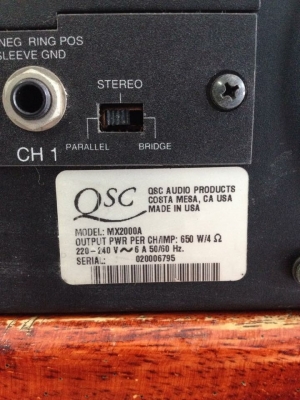 NEG RING POS
SLEEVE GND
STEREO
PARALLEL BRIDGE
CH 1
QSC QSC AUDIO PRODUCTS
COSTA MESA, CA USA
MADE IN USA
MODEL: MX2000A
OUTPUT PWR PER CH/IMP: 650 W/4 Ω
220-240 V ~ 6 A 50/60 Hz.
SERIAL: 020006795